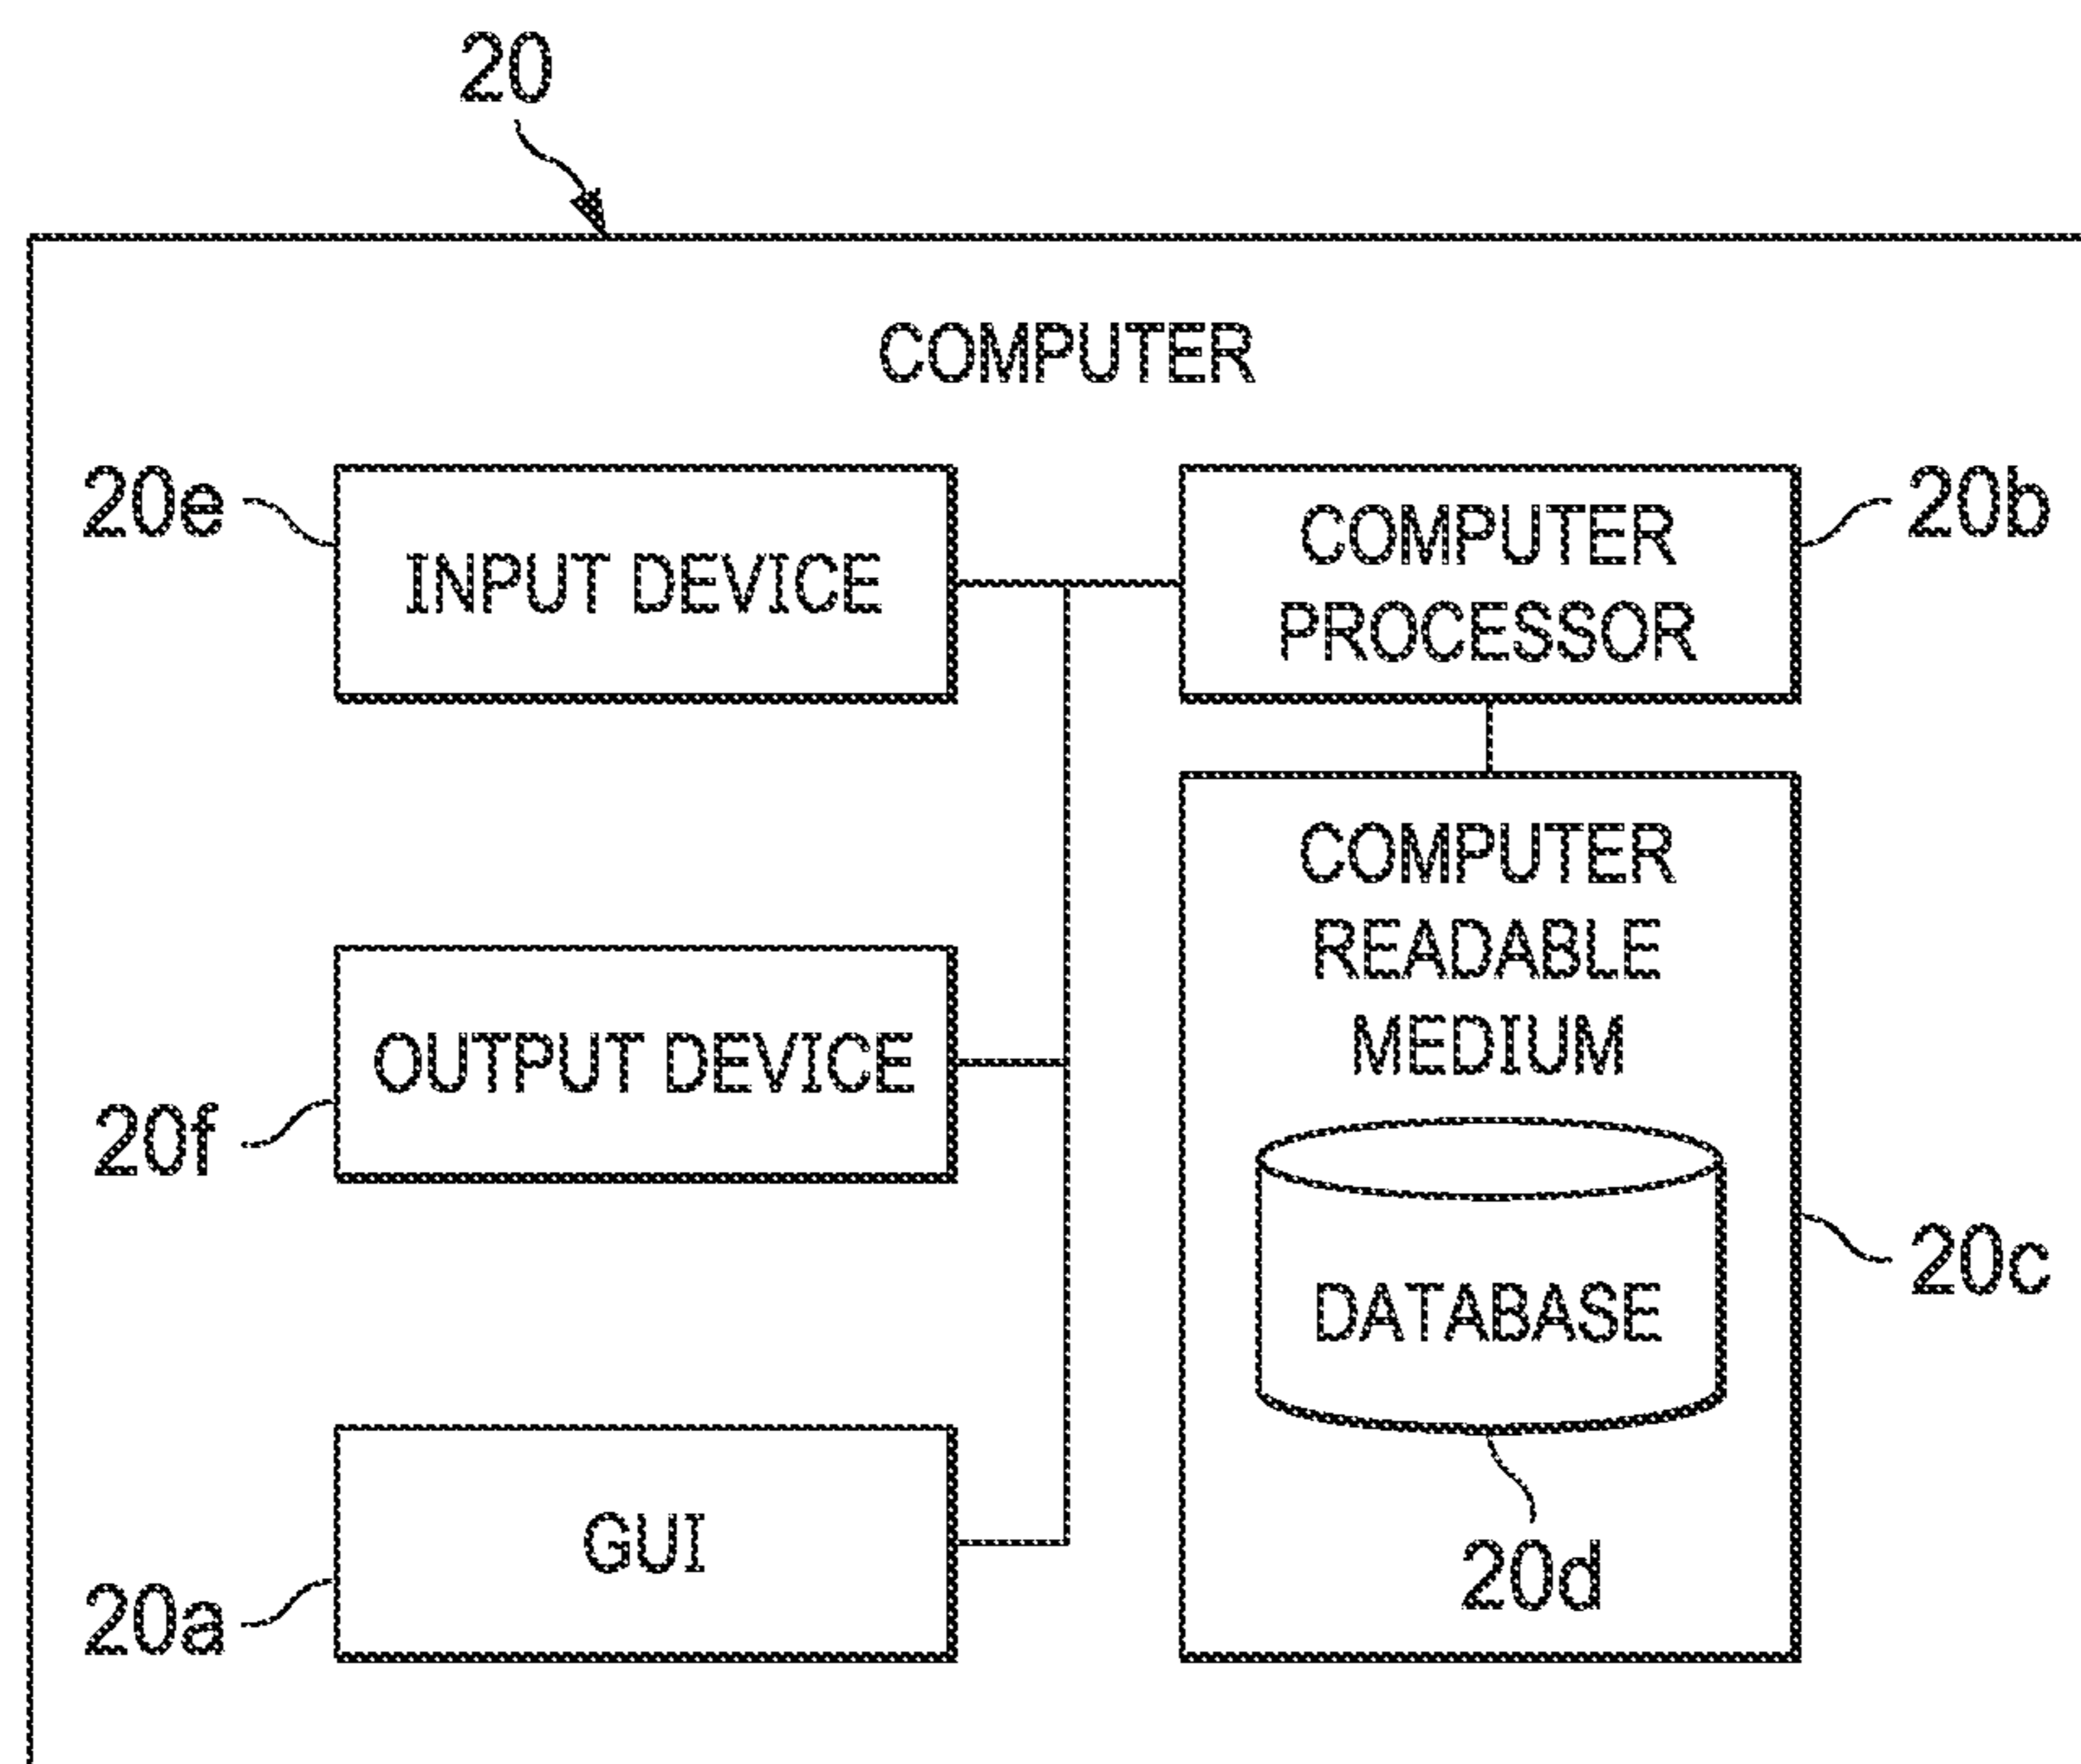 20
COMPUTER
20e
INPUT DEVICE
COMPUTER
PROCESSOR
20b
OUTPUT DEVICE
20f
COMPUTER
READABLE
MEDIUM
DATABASE
20c
20d
GUI
20a